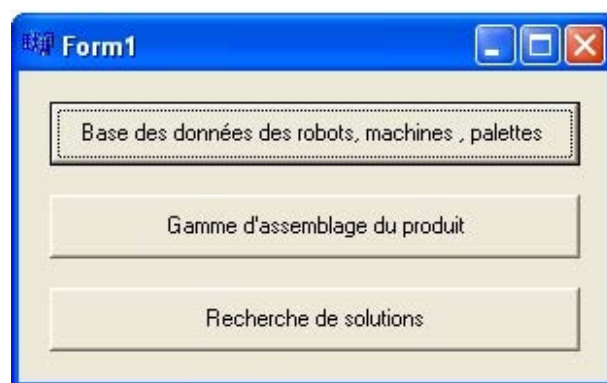 Form1
Base des données des robots, machines , palettes
Gamme d'assemblage du produit
Recherche de solutions